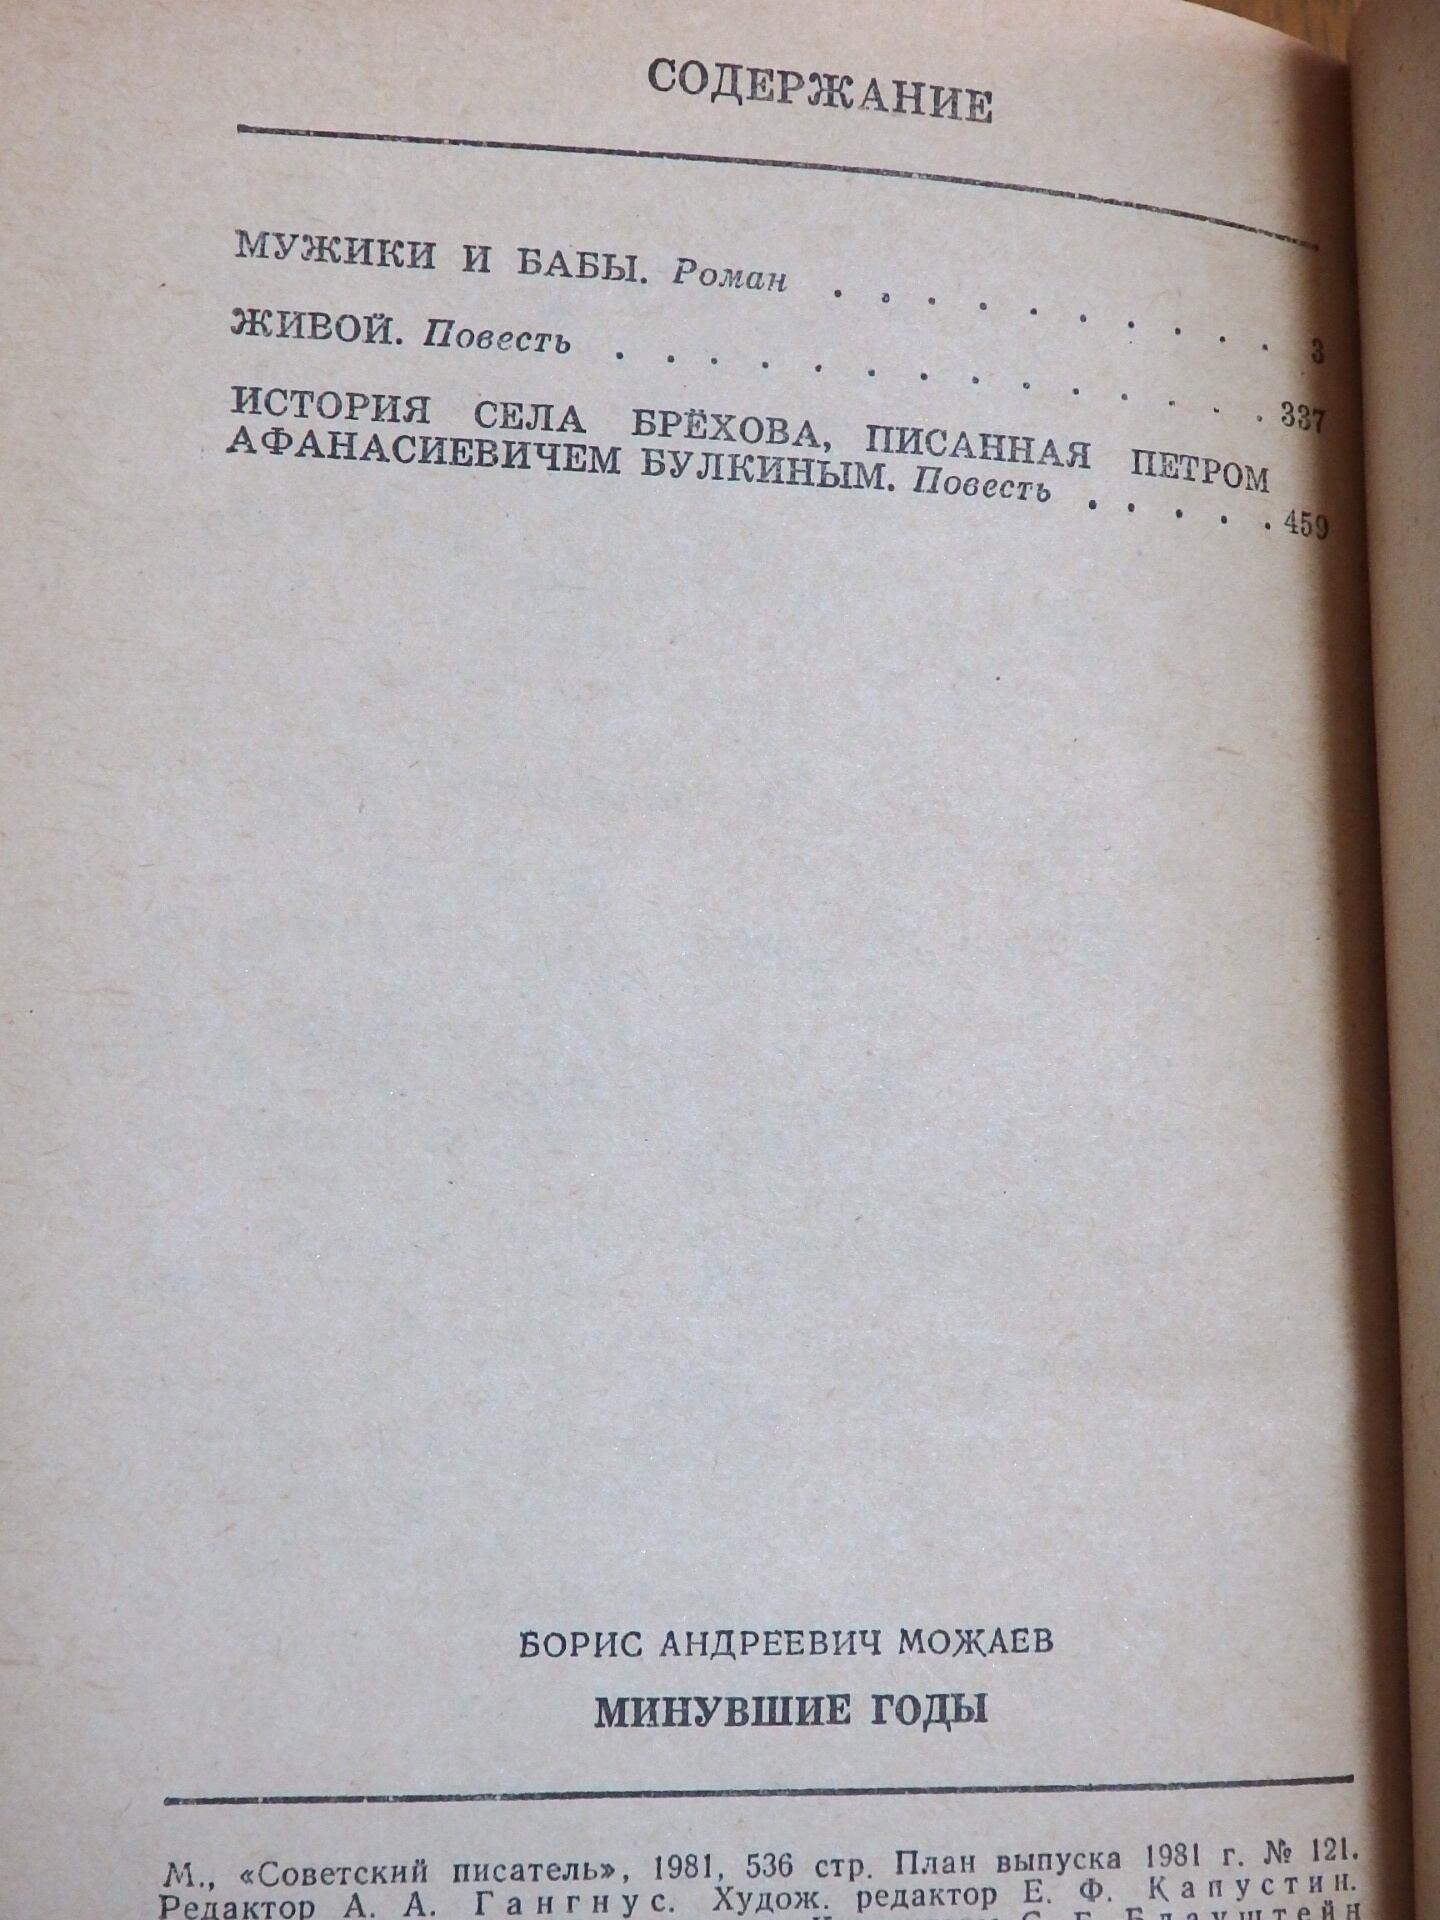 СОДЕРЖАНИЕ
МУЖИКИ И БАБЫ. Роман . . . . . . . . . . 3
ЖИВОЙ. Повесть . . . . . . . . . . . . . . 337
ИСТОРИЯ СЕЛА БРЁХОВА, ПИСАННАЯ ПЕТРОМ
АФАНАСИЕВИЧЕМ БУЛКИНЫМ. Повесть . . . . . 459
БОРИС АНДРЕЕВИЧ МОЖАЕВ
МИНУВШИЕ ГОДЫ
М., «Советский писатель», 1981, 536 стр. План выпуска 1981 г. № 121.
Редактор А. А. Гангнус. Худож. редактор Е. Ф. Капустин.
С. Г. Блауштейн